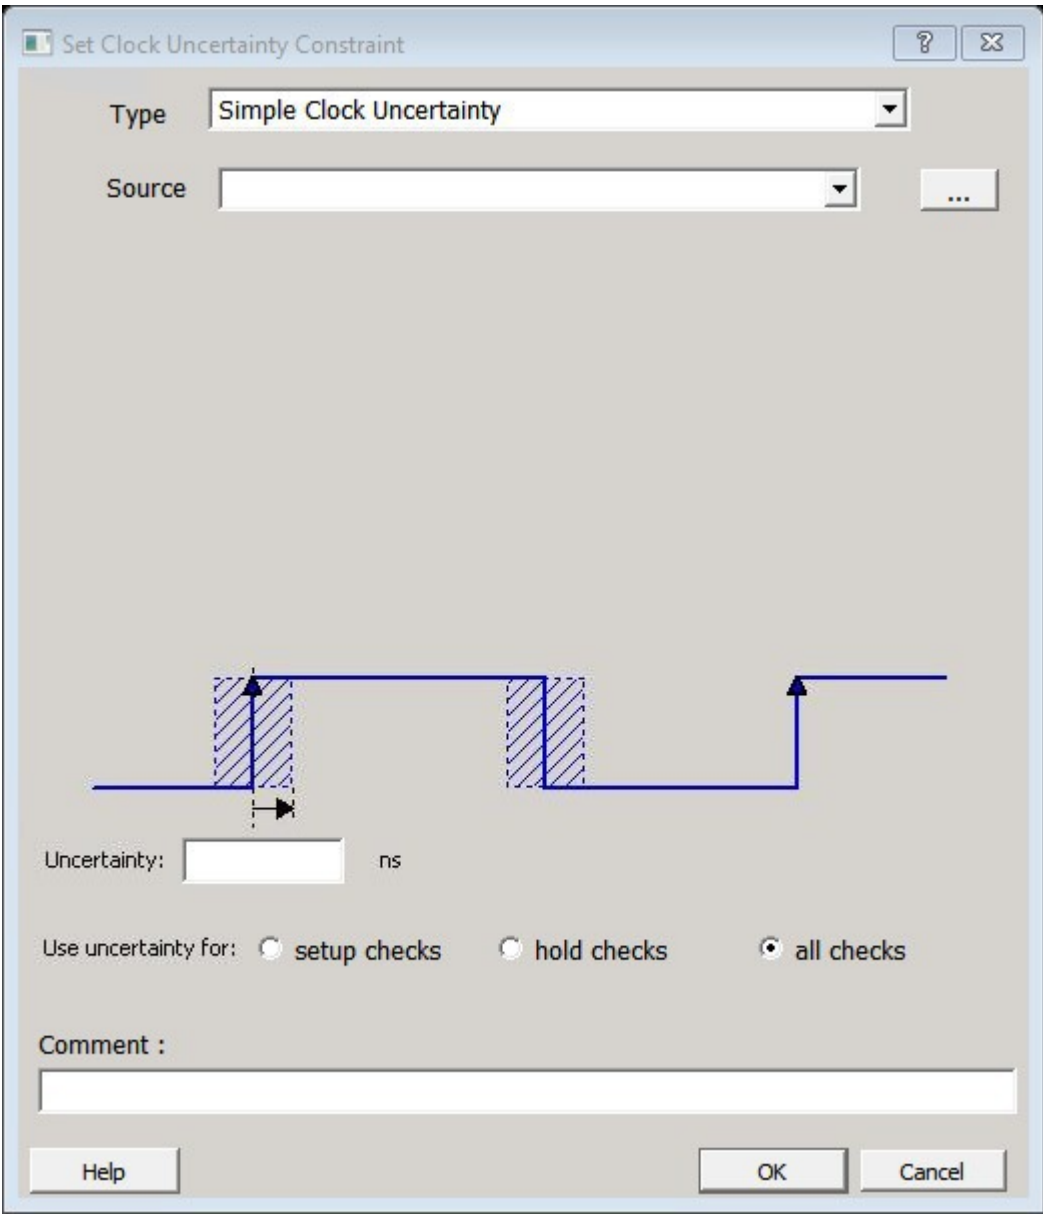 Set Clock Uncertainty Constraint
Type Simple Clock Uncertainty
Source ...
Uncertainty: ns
Use uncertainty for: setup checks hold checks all checks
Comment :
Help OK Cancel